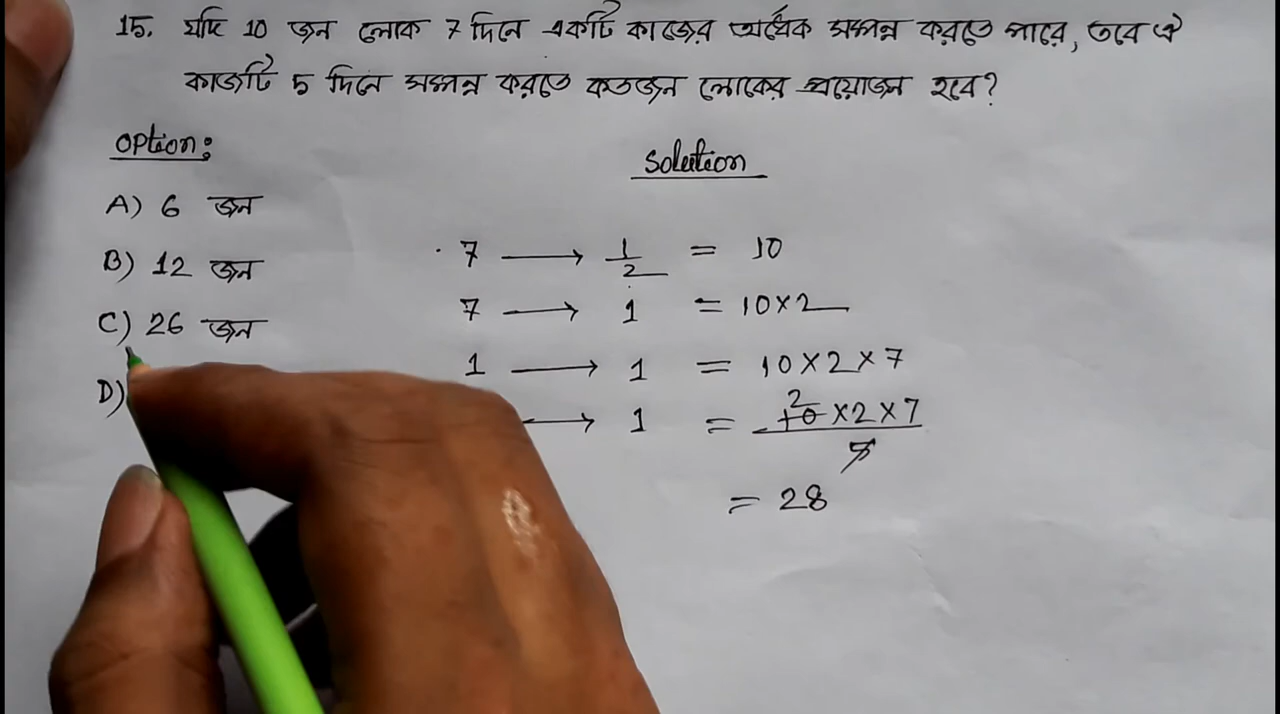 15. যদি 10 জন লোক 7 দিনে একটি কাজের অর্ধেক সম্পন্ন করতে পারে, তবে ঐ
কাজটি 5 দিনে সম্পন্ন করতে কতজন লোকের প্রয়োজন হবে?
Option:
Solution
A) 6 জন
B) 12 জন
C) 26 জন
D)
7 → 1/2 = 10
7 → 1 = 10×2
1 → 1 = 10×2×7
→ 1 = 10×2×7 / 5
2
= 28